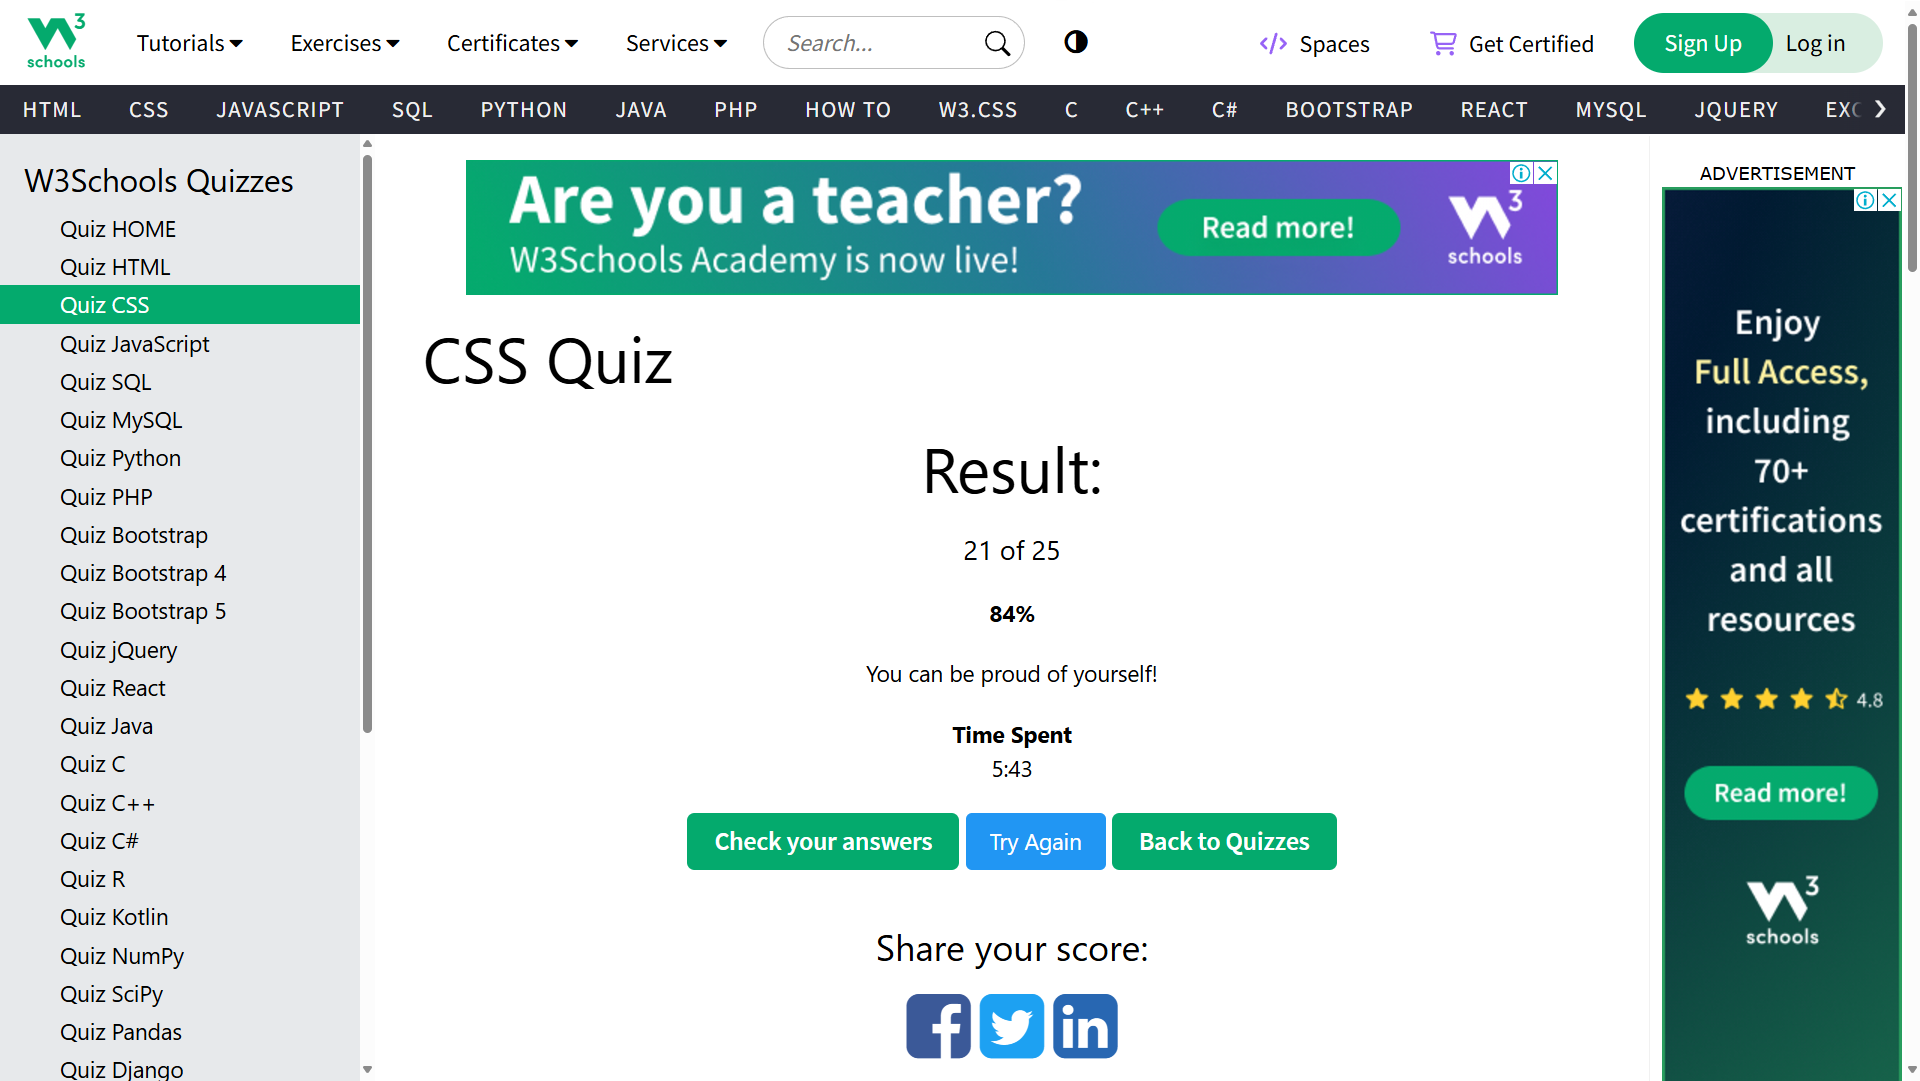 W3 schools
Tutorials
Exercises
Certificates
Services
Search...
Spaces
Get Certified
Sign Up
Log in
HTML
CSS
JAVASCRIPT
SQL
PYTHON
JAVA
PHP
HOW TO
W3.CSS
C
C++
C#
BOOTSTRAP
REACT
MYSQL
JQUERY
W3Schools Quizzes
Quiz HOME
Quiz HTML
Quiz CSS
Quiz JavaScript
Quiz SQL
Quiz MySQL
Quiz Python
Quiz PHP
Quiz Bootstrap
Quiz Bootstrap 4
Quiz Bootstrap 5
Quiz jQuery
Quiz React
Quiz Java
Quiz C
Quiz C++
Quiz C#
Quiz R
Quiz Kotlin
Quiz NumPy
Quiz SciPy
Quiz Pandas
Quiz Django
Are you a teacher?
W3Schools Academy is now live!
Read more!
W3 schools
CSS Quiz
Result:
21 of 25
84%
You can be proud of yourself!
Time Spent
5:43
Check your answers
Try Again
Back to Quizzes
Share your score:
ADVERTISEMENT
Enjoy
Full Access,
including
70+
certifications
and all
resources
4.8
Read more!
W3 schools